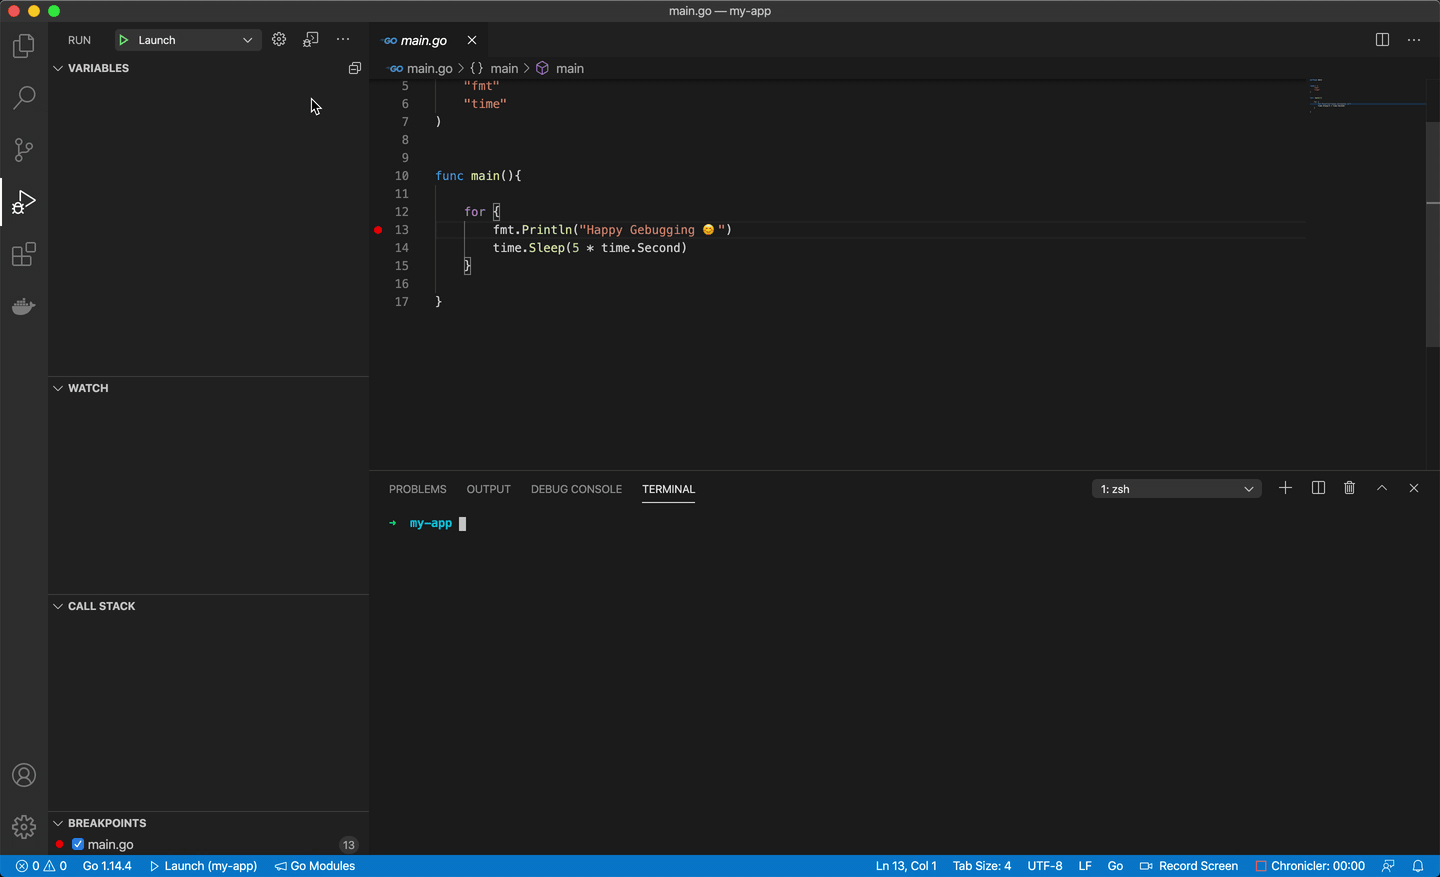 main.go — my-app
RUN
Launch
GO main.go
VARIABLES
GO main.go > {} main > main
5 "fmt"
6 "time"
7 )
8
9
10 func main(){
11
12 for {
13 fmt.Println("Happy Gebugging 😊 ")
14 time.Sleep(5 * time.Second)
15 }
16
17 }
WATCH
CALL STACK
BREAKPOINTS
main.go 13
PROBLEMS OUTPUT DEBUG CONSOLE TERMINAL
1: zsh
→ my-app
0 0 Go 1.14.4 Launch (my-app) Go Modules
Ln 13, Col 1 Tab Size: 4 UTF-8 LF Go Record Screen Chronicler: 00:00